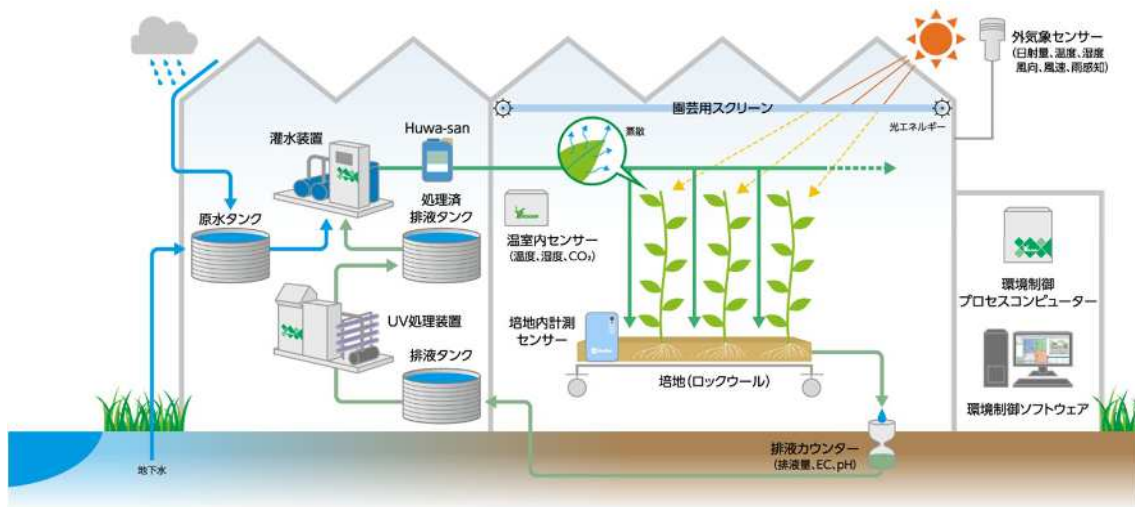 外気象センサー
(日射量、温度、湿度
風向、風速、雨感知)
園芸用スクリーン
光エネルギー
蒸散
Huwa-san
灌水装置
処理済
排液タンク
原水タンク
温室内センサー
(温度、湿度、CO₂)
環境制御
プロセスコンピューター
UV処理装置
培地内計測
センサー
排液タンク
培地(ロックウール)
環境制御ソフトウェア
排液カウンター
(排液量、EC、pH)
地下水